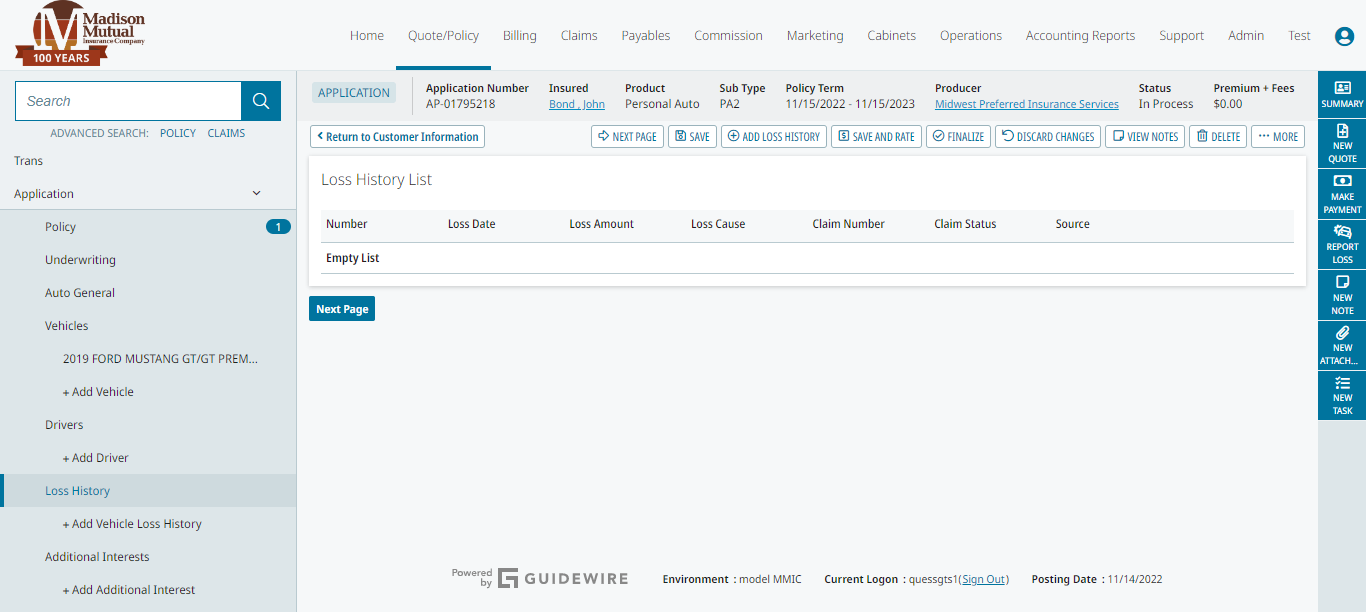 Madison
Mutual
Insurance Company
100 YEARS
Home Quote/Policy Billing Claims Payables Commission Marketing Cabinets Operations Accounting Reports Support Admin Test
Search
ADVANCED SEARCH: POLICY CLAIMS
Trans
Application
Policy 1
Underwriting
Auto General
Vehicles
2019 FORD MUSTANG GT/GT PREM...
+ Add Vehicle
Drivers
+ Add Driver
Loss History
+ Add Vehicle Loss History
Additional Interests
+ Add Additional Interest
APPLICATION
Application Number Insured Product Sub Type Policy Term Producer Status Premium + Fees
AP-01795218 Bond , John Personal Auto PA2 11/15/2022 - 11/15/2023 Midwest Preferred Insurance Services In Process $0.00
Return to Customer Information NEXT PAGE SAVE ADD LOSS HISTORY SAVE AND RATE FINALIZE DISCARD CHANGES VIEW NOTES DELETE ... MORE
Loss History List
Number Loss Date Loss Amount Loss Cause Claim Number Claim Status Source
Empty List
Next Page
SUMMARY
NEW
QUOTE
MAKE
PAYMENT
REPORT
LOSS
NEW
NOTE
NEW
ATTACH...
NEW
TASK
Powered
by
GUIDEWIRE
Environment : model MMIC Current Logon : quessgts1(Sign Out) Posting Date : 11/14/2022